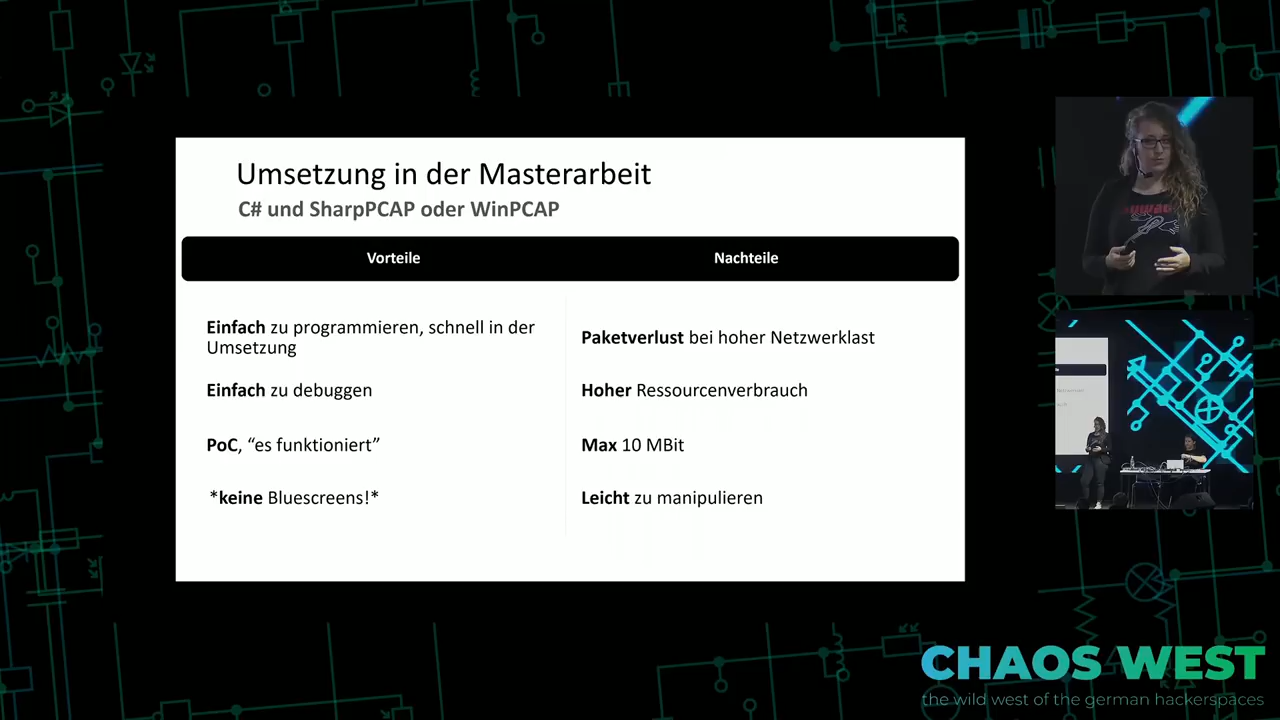 Umsetzung in der Masterarbeit
C# und SharpPCAP oder WinPCAP
Vorteile
Nachteile
Einfach zu programmieren, schnell in der
Umsetzung
Paketverlust bei hoher Netzwerklast
Einfach zu debuggen
Hoher Ressourcenverbrauch
PoC, “es funktioniert”
Max 10 MBit
*keine Bluescreens!*
Leicht zu manipulieren
CHAOS WEST
the wild west of the german hackerspaces